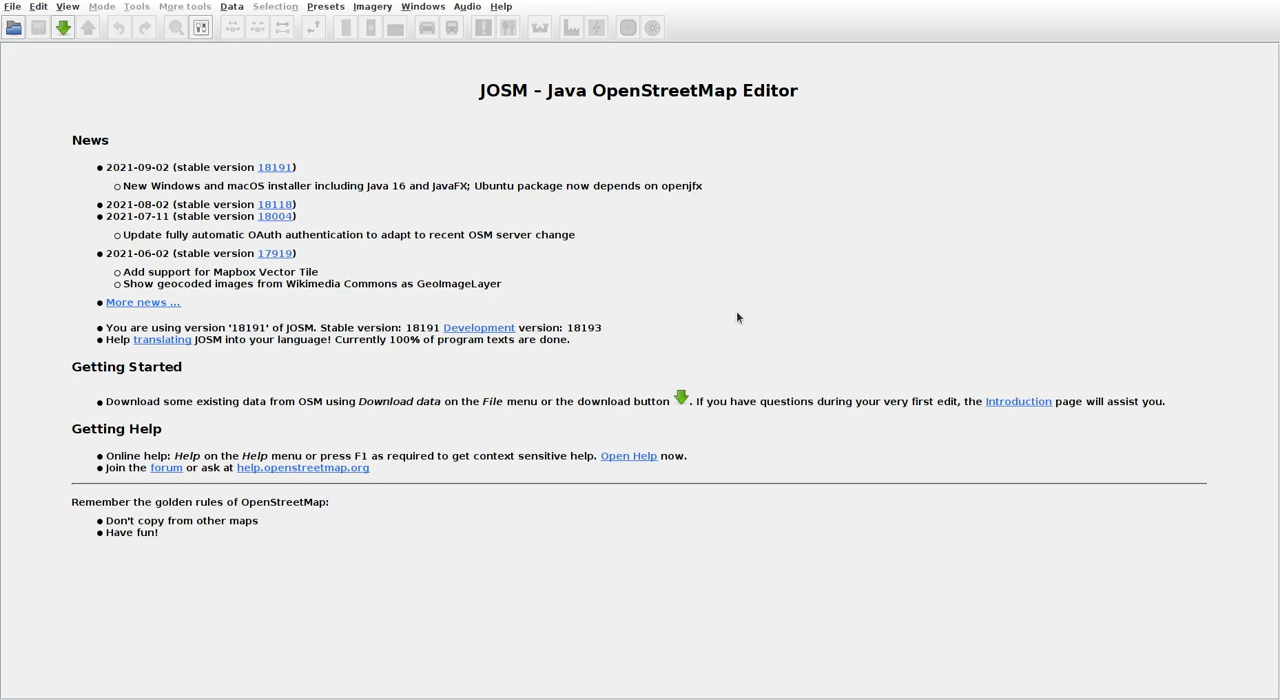 File Edit View Mode Tools More tools Data Selection Presets Imagery Windows Audio Help
JOSM – Java OpenStreetMap Editor
News
2021-09-02 (stable version 18191)
New Windows and macOS installer including Java 16 and JavaFX; Ubuntu package now depends on openjfx
2021-08-02 (stable version 18118)
2021-07-11 (stable version 18004)
Update fully automatic OAuth authentication to adapt to recent OSM server change
2021-06-02 (stable version 17919)
Add support for Mapbox Vector Tile
Show geocoded images from Wikimedia Commons as GeoImageLayer
More news ...
You are using version '18191' of JOSM. Stable version: 18191 Development version: 18193
Help translating JOSM into your language! Currently 100% of program texts are done.
Getting Started
Download some existing data from OSM using Download data on the File menu or the download button . If you have questions during your very first edit, the Introduction page will assist you.
Getting Help
Online help: Help on the Help menu or press F1 as required to get context sensitive help. Open Help now.
Join the forum or ask at help.openstreetmap.org
Remember the golden rules of OpenStreetMap:
Don't copy from other maps
Have fun!